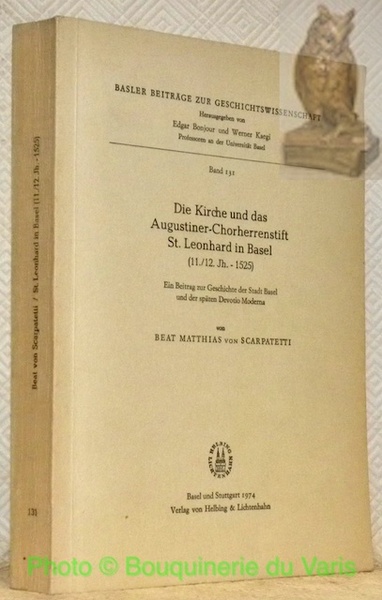 BASLER BEITRÄGE ZUR GESCHICHTSWISSENSCHAFT
Herausgegeben von
Edgar Bonjour und Werner Kaegi
Professoren an der Universität Basel
Band 131
Die Kirche und das
Augustiner-Chorherrenstift
St. Leonhard in Basel
(11./12. Jh. - 1525)
Ein Beitrag zur Geschichte der Stadt Basel
und der späten Devotio Moderna
von
BEAT MATTHIAS VON SCARPATETTI
HELBING
LICHTENHAHN
Basel und Stuttgart 1974
Verlag von Helbing & Lichtenhahn
Beat von Scarpatetti / St. Leonhard in Basel (11./12. Jh. - 1525)
131
Photo © Bouquinerie du Varis